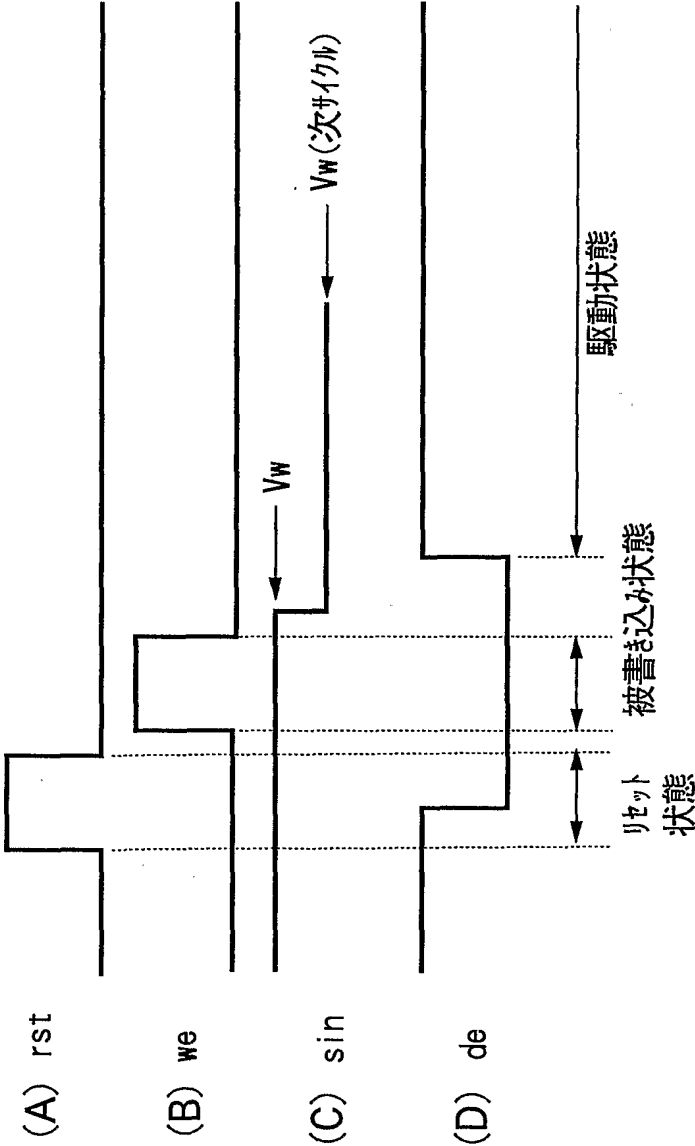 (A) rst
(B) we
(C) sin
(D) de
Vw
Vw(次サイクル)
リセット
状態
被書き込み状態
駆動状態